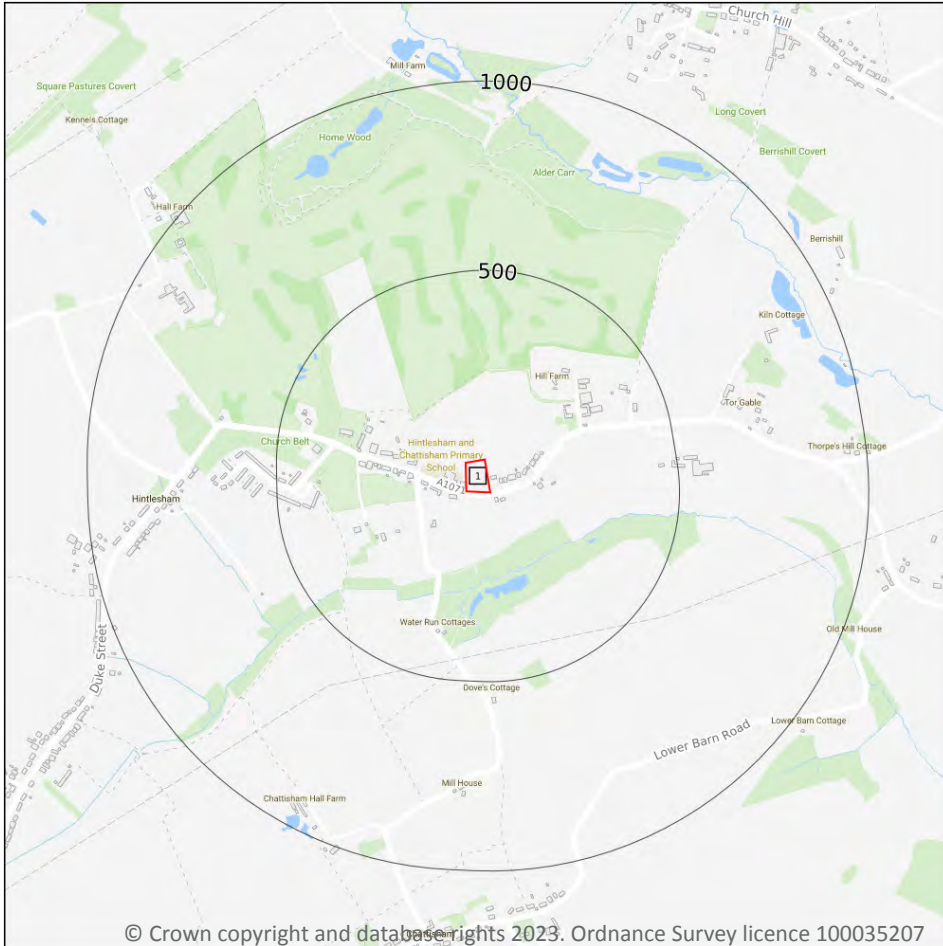 Church Hill
Mill Farm
1000
Square Pastures Covert
Kennels Cottage
Long Covert
Home Wood
Berrishill Covert
Alder Carr
Hall Farm
Berrishill
500
Kiln Cottage
Hill Farm
Tor Gable
Church Belt
Hintlesham and
Chattisham Primary
School
Thorpe's Hill Cottage
A1071
1
Hintlesham
Water Run Cottages
Old Mill House
Duke Street
Dove's Cottage
Lower Barn Cottage
Lower Barn Road
Mill House
Chattisham Hall Farm
Chattisham
© Crown copyright and database rights 2023. Ordnance Survey licence 100035207